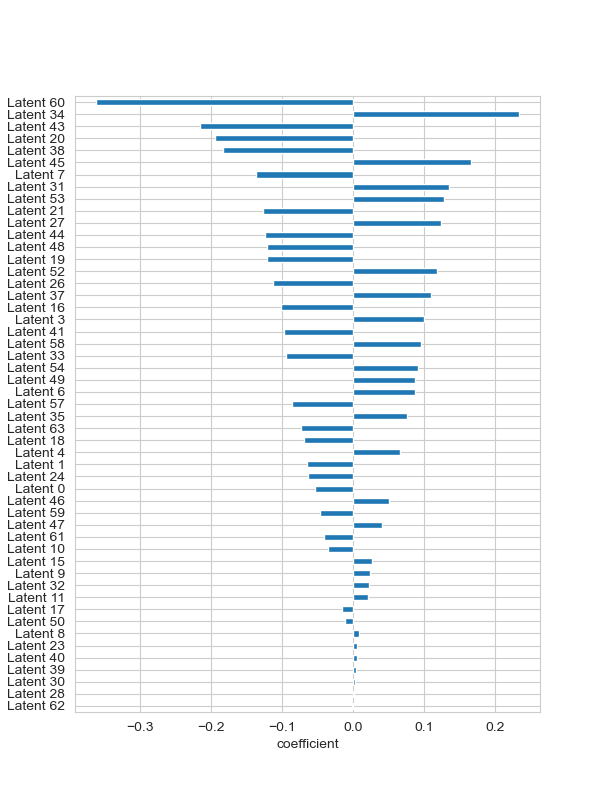 Latent 60
Latent 34
Latent 43
Latent 20
Latent 38
Latent 45
Latent 7
Latent 31
Latent 53
Latent 21
Latent 27
Latent 44
Latent 48
Latent 19
Latent 52
Latent 26
Latent 37
Latent 16
Latent 3
Latent 41
Latent 58
Latent 33
Latent 54
Latent 49
Latent 6
Latent 57
Latent 35
Latent 63
Latent 18
Latent 4
Latent 1
Latent 24
Latent 0
Latent 46
Latent 59
Latent 47
Latent 61
Latent 10
Latent 15
Latent 9
Latent 32
Latent 11
Latent 17
Latent 50
Latent 8
Latent 23
Latent 40
Latent 39
Latent 30
Latent 28
Latent 62
−0.3 −0.2 −0.1 0.0 0.1 0.2
coefficient